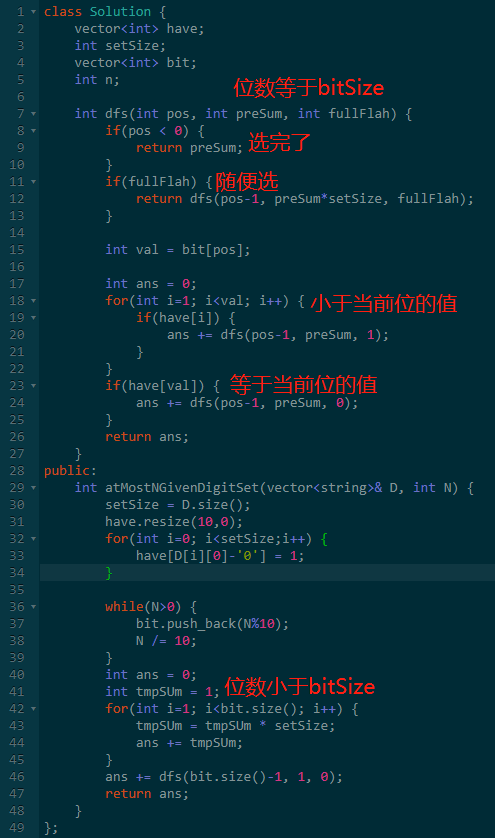 1 class Solution {
2 vector<int> have;
3 int setSize;
4 vector<int> bit;
5 int n;
位数等于bitSize
6
7 int dfs(int pos, int preSum, int fullFlah) {
8 if(pos < 0) {
9 return preSum; 选完了
10 }
11 if(fullFlah) { 随便选
12 return dfs(pos-1, preSum*setSize, fullFlah);
13 }
14
15 int val = bit[pos];
16
17 int ans = 0;
18 for(int i=1; i<val; i++) { 小于当前位的值
19 if(have[i]) {
20 ans += dfs(pos-1, preSum, 1);
21 }
22 }
23 if(have[val]) { 等于当前位的值
24 ans += dfs(pos-1, preSum, 0);
25 }
26 return ans;
27 }
28 public:
29 int atMostNGivenDigitSet(vector<string>& D, int N) {
30 setSize = D.size();
31 have.resize(10,0);
32 for(int i=0; i<setSize;i++) {
33 have[D[i][0]-'0'] = 1;
34 }
35
36 while(N>0) {
37 bit.push_back(N%10);
38 N /= 10;
39 }
40 int ans = 0;
41 int tmpSUm = 1; 位数小于bitSize
42 for(int i=1; i<bit.size(); i++) {
43 tmpSUm = tmpSUm * setSize;
44 ans += tmpSUm;
45 }
46 ans += dfs(bit.size()-1, 1, 0);
47 return ans;
48 }
49 };